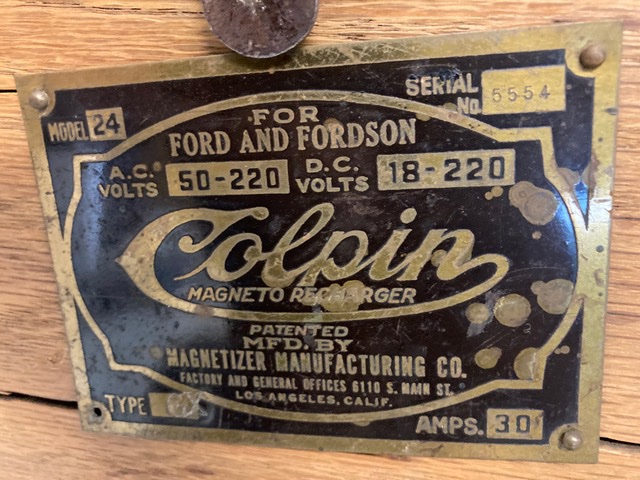 MODEL 24
SERIAL No. 5554
FOR
FORD AND FORDSON
A.C. VOLTS 50-220 D.C. VOLTS 18-220
Colpin
MAGNETO RECHARGER
PATENTED
MFD. BY
MAGNETIZER MANUFACTURING CO.
FACTORY AND GENERAL OFFICES 6110 S. MAIN ST.
LOS ANGELES, CALIF.
TYPE
AMPS. 30